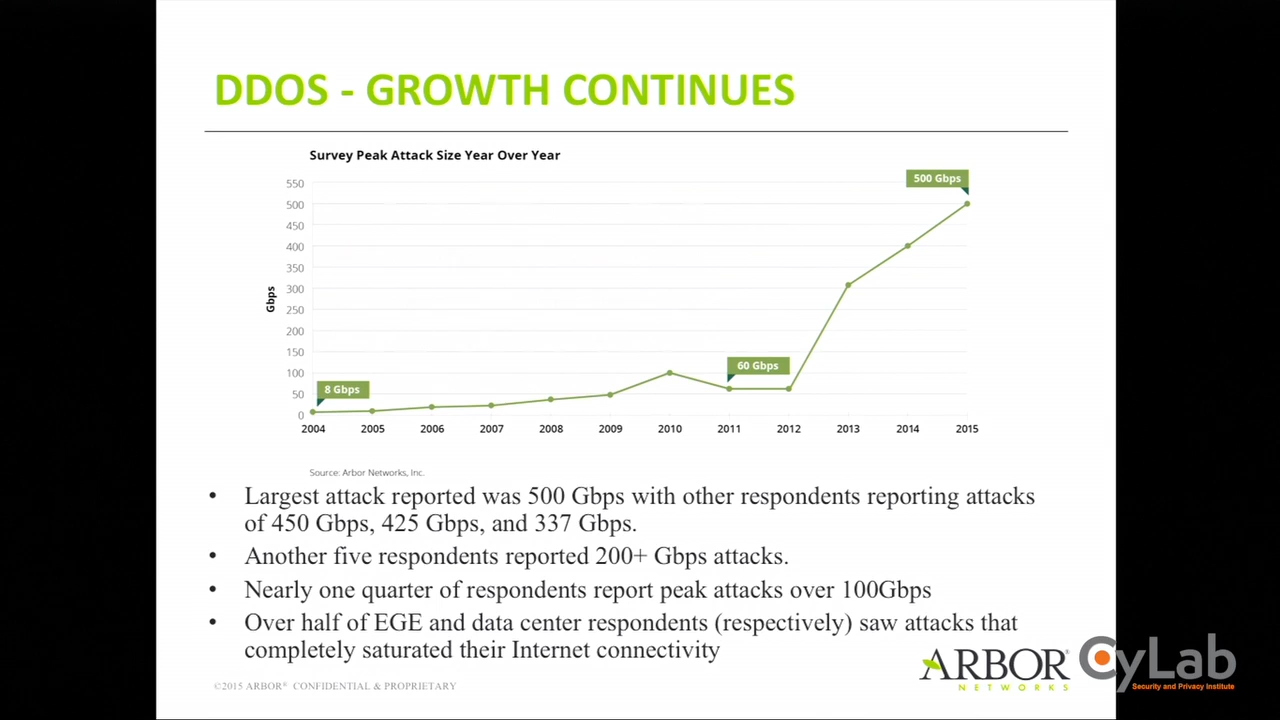 DDOS - GROWTH CONTINUES
Survey Peak Attack Size Year Over Year
550
500
450
400
350
300
250
200
150
100
50
0
Gbps
8 Gbps
60 Gbps
500 Gbps
2004 2005 2006 2007 2008 2009 2010 2011 2012 2013 2014 2015
Source: Arbor Networks, Inc.
• Largest attack reported was 500 Gbps with other respondents reporting attacks
of 450 Gbps, 425 Gbps, and 337 Gbps.
• Another five respondents reported 200+ Gbps attacks.
• Nearly one quarter of respondents report peak attacks over 100Gbps
• Over half of EGE and data center respondents (respectively) saw attacks that
completely saturated their Internet connectivity
©2015 ARBOR® CONFIDENTIAL & PROPRIETARY
ARBOR®
NETWORKS
CyLab
Security and Privacy Institute